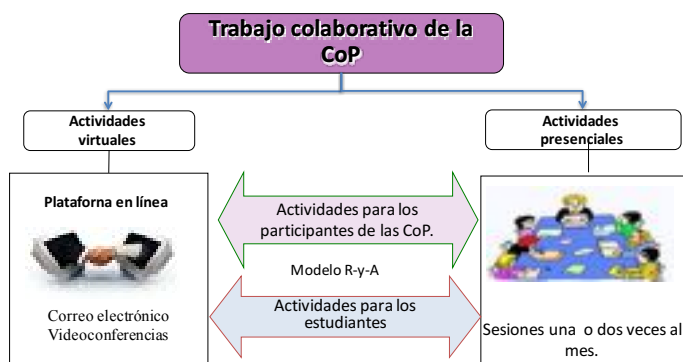 Trabajo colaborativo de la
CoP
Actividades
virtuales
Actividades
presenciales
Plataforna en línea
Correo electrónico
Videoconferencias
Actividades para los
participantes de las CoP.
Modelo R-y-A
Actividades para los
estudiantes
Sesiones una o dos veces al
mes.